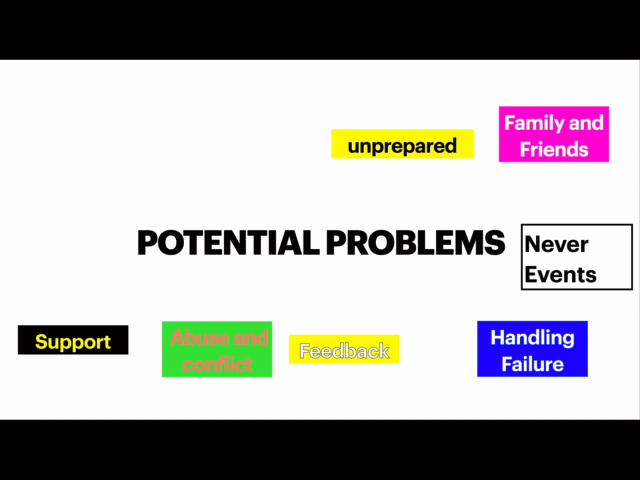 Family and
Friends
unprepared
POTENTIAL PROBLEMS
Never
Events
Support
Abuse and
conflict
Feedback
Handling
Failure